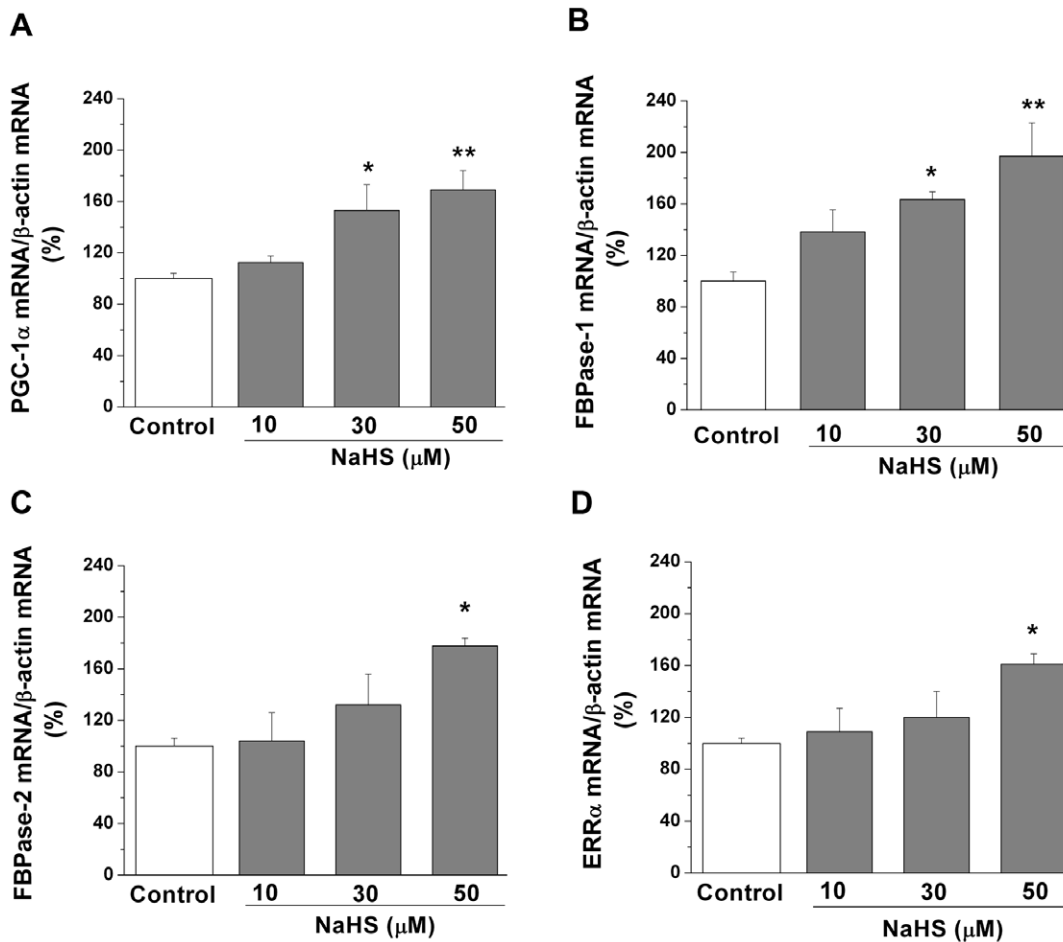 A
PGC-1α mRNA/β-actin mRNA
(%)
240
200
160
120
80
40
0
*
**
Control 10 30 50
NaHS (μM)
B
FBPase-1 mRNA/β-actin mRNA
(%)
240
200
160
120
80
40
0
*
**
Control 10 30 50
NaHS (μM)
C
FBPase-2 mRNA/β-actin mRNA
(%)
240
200
160
120
80
40
0
*
Control 10 30 50
NaHS (μM)
D
ERRα mRNA/β-actin mRNA
(%)
240
200
160
120
80
40
0
*
Control 10 30 50
NaHS (μM)